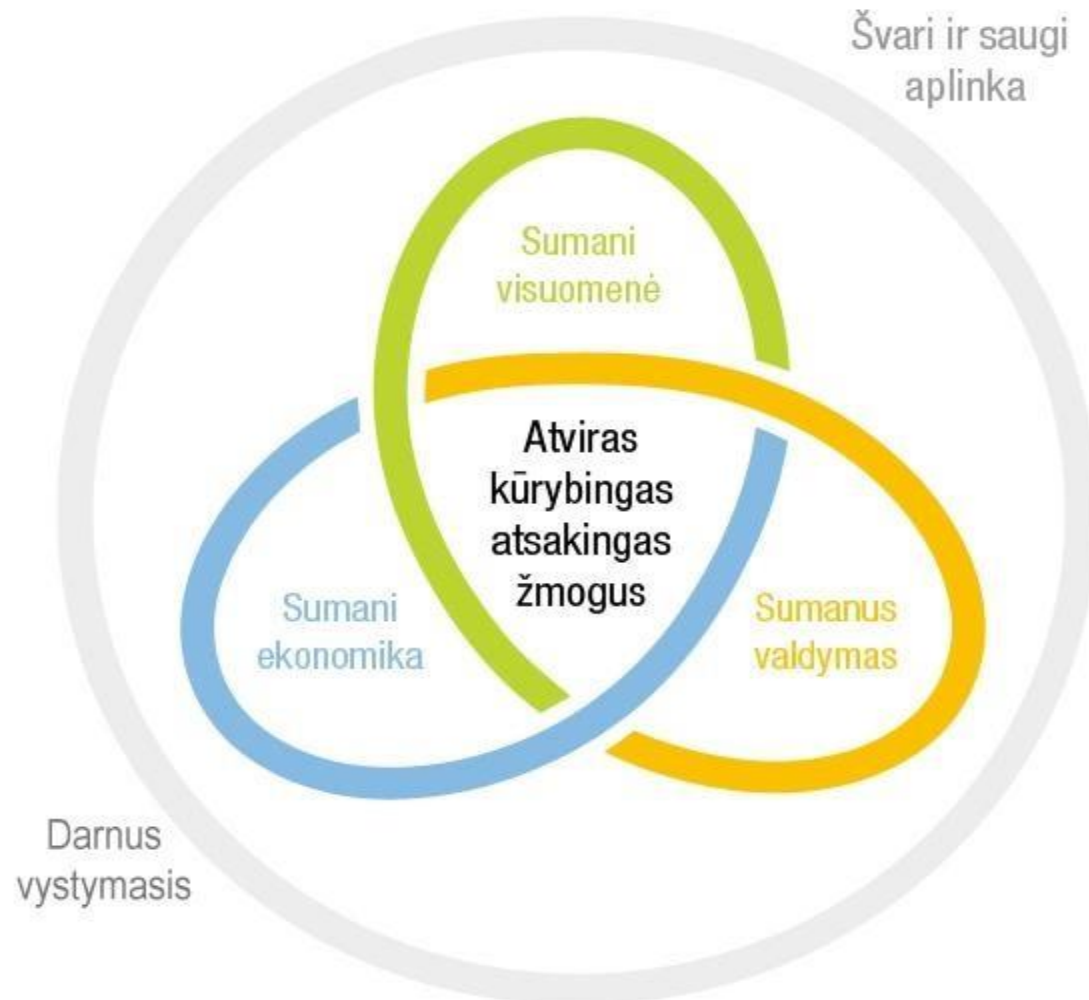 Švari ir saugi
aplinka
Sumani
visuomenė
Atviras
kūrybingas
atsakingas
žmogus
Sumani
ekonomika
Sumanus
valdymas
Darnus
vystymasis